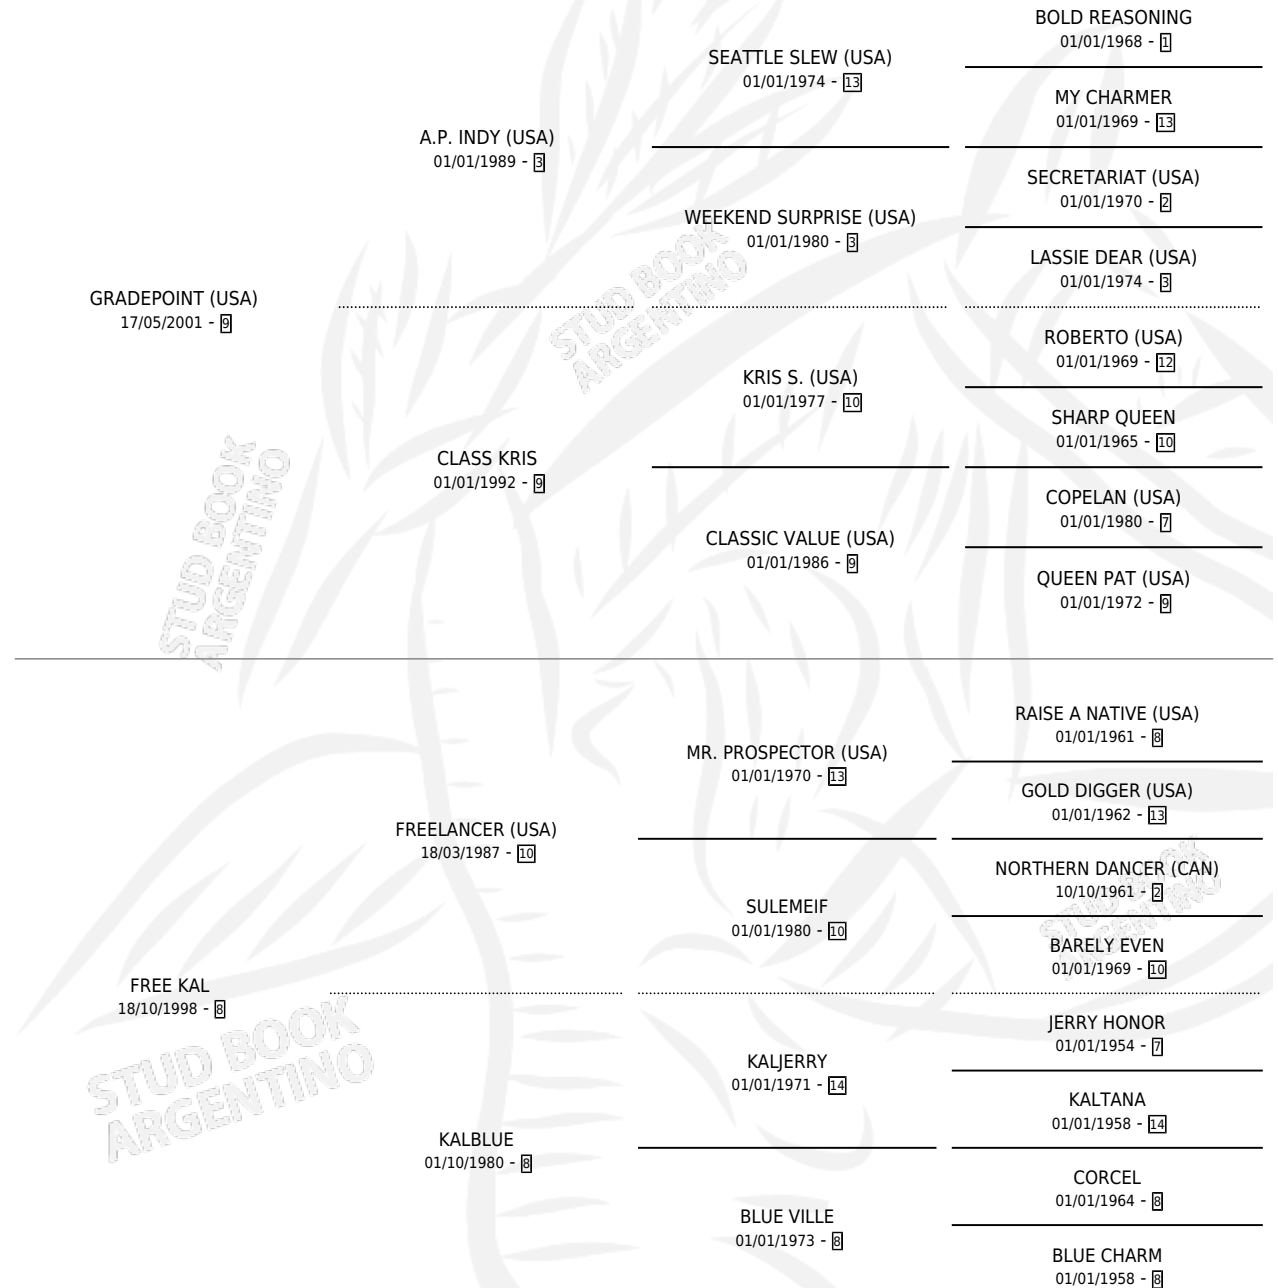 BOLD REASONING
01/01/1968 - 1
SEATTLE SLEW (USA)
01/01/1974 - 13
MY CHARMER
01/01/1969 - 13
A.P. INDY (USA)
01/01/1989 - 3
SECRETARIAT (USA)
01/01/1970 - 2
WEEKEND SURPRISE (USA)
01/01/1980 - 3
LASSIE DEAR (USA)
01/01/1974 - 3
GRADEPOINT (USA)
17/05/2001 - 9
ROBERTO (USA)
01/01/1969 - 12
KRIS S. (USA)
01/01/1977 - 10
SHARP QUEEN
01/01/1965 - 10
CLASS KRIS
01/01/1992 - 9
COPELAN (USA)
01/01/1980 - 7
CLASSIC VALUE (USA)
01/01/1986 - 9
QUEEN PAT (USA)
01/01/1972 - 9
RAISE A NATIVE (USA)
01/01/1961 - 8
MR. PROSPECTOR (USA)
01/01/1970 - 13
GOLD DIGGER (USA)
01/01/1962 - 13
FREELANCER (USA)
18/03/1987 - 10
NORTHERN DANCER (CAN)
10/10/1961 - 2
SULEMEIF
01/01/1980 - 10
BARELY EVEN
01/01/1969 - 10
FREE KAL
18/10/1998 - 8
JERRY HONOR
01/01/1954 - 7
KALJERRY
01/01/1971 - 14
KALTANA
01/01/1958 - 14
KALBLUE
01/10/1980 - 8
CORCEL
01/01/1964 - 8
BLUE VILLE
01/01/1973 - 8
BLUE CHARM
01/01/1958 - 8
STUD BOOK
ARGENTINO
STUD BOOK
ARGENTINO
STUD BOOK
ARGENTINO
STUD BOOK
ARGENTINO